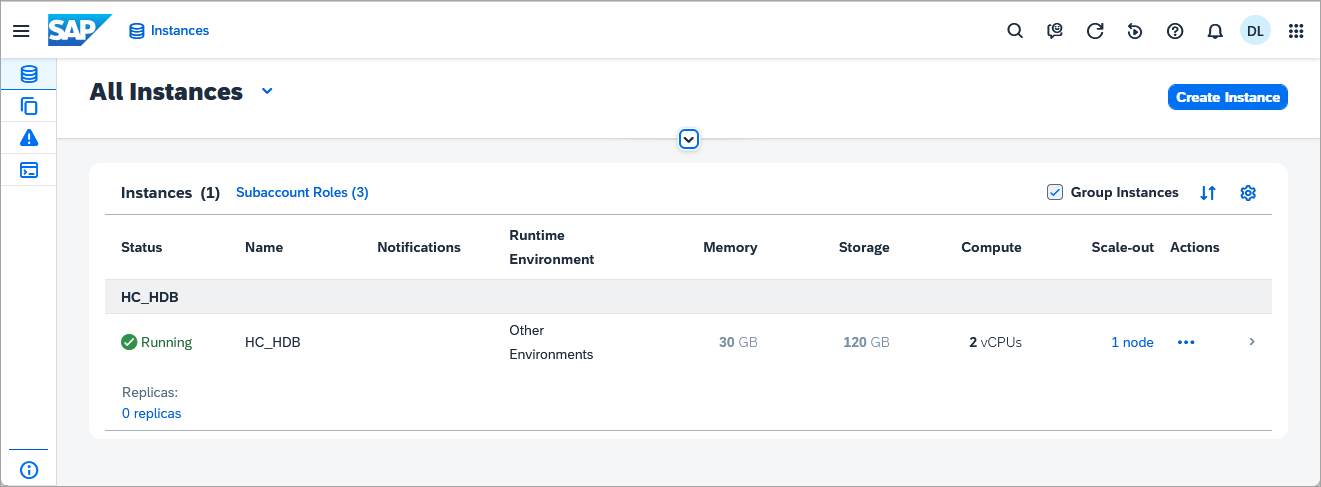 SAP Instances DL
All Instances
Create Instance
Instances (1) Subaccount Roles (3) Group Instances
Status Name Notifications Runtime Environment Memory Storage Compute Scale-out Actions
HC_HDB
Running HC_HDB Other Environments 30 GB 120 GB 2 vCPUs 1 node
Replicas:
0 replicas